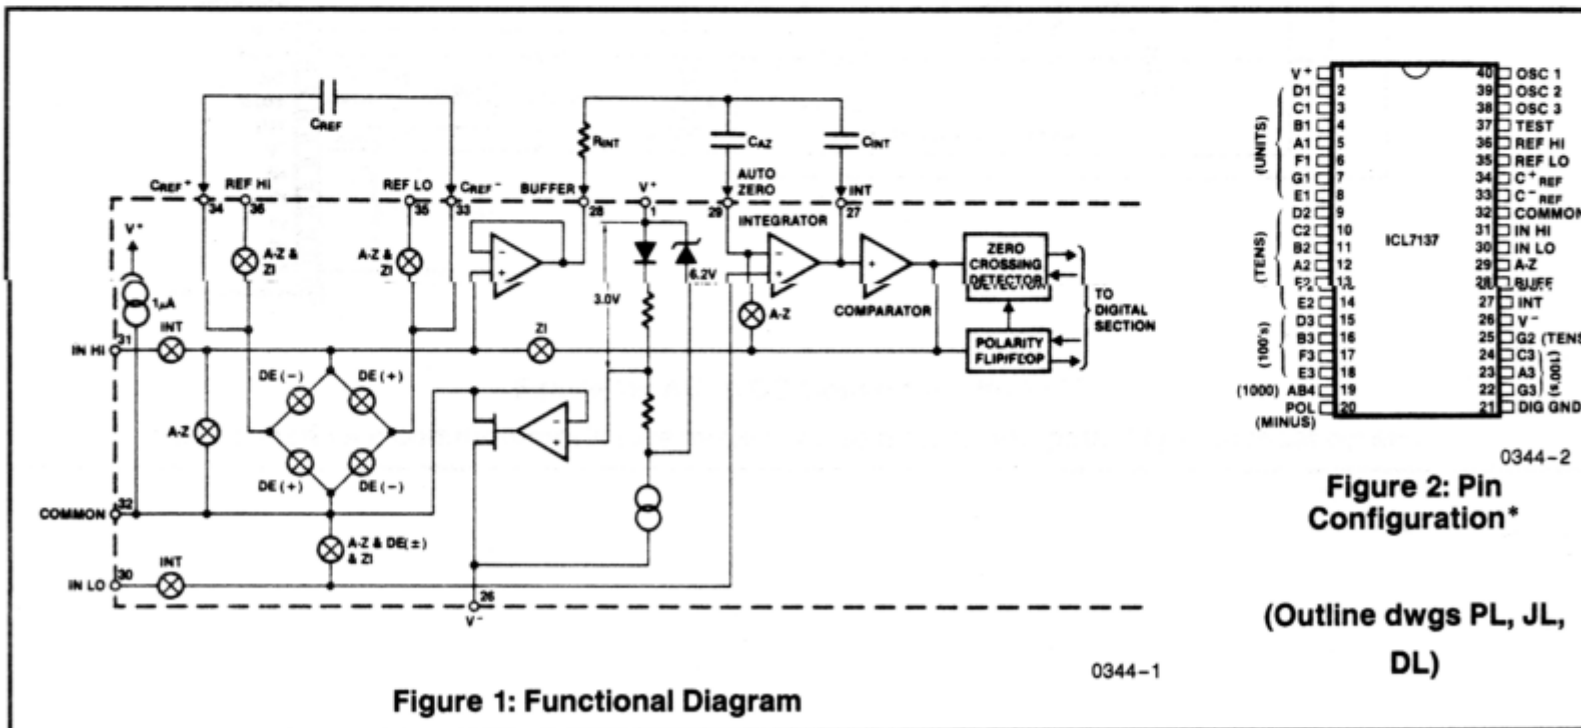 CREF
RINT
CAZ
CINT
CREF+
REF HI
REF LO
CREF−
BUFFER
V+
AUTO
ZERO
INT
34
36
35
33
28
1
29
27
V+
1μA
A-Z &
ZI
A-Z &
ZI
−
+
3.0V
6.2V
INTEGRATOR
−
+
A-Z
+
COMPARATOR
ZERO
CROSSING
DETECTOR
POLARITY
FLIP/FLOP
TO
DIGITAL
SECTION
31
IN HI
INT
ZI
DE (−)
DE (+)
A-Z
DE (+)
DE (−)
−
+
32
COMMON
A-Z & DE(±)
& ZI
30
IN LO
INT
26
V−
0344-1
Figure 1: Functional Diagram
V+ 1
D1 2
C1 3
B1 4
A1 5
F1 6
G1 7
E1 8
(UNITS)
D2 9
C2 10
B2 11
A2 12
F2 13
E2 14
(TENS)
D3 15
B3 16
F3 17
E3 18
(100's)
(1000) AB4 19
POL 20
(MINUS)
ICL7137
40 OSC 1
39 OSC 2
38 OSC 3
37 TEST
36 REF HI
35 REF LO
34 C+REF
33 C−REF
32 COMMON
31 IN HI
30 IN LO
29 A-Z
28 BUFF
27 INT
26 V−
25 G2 (TENS
24 C3
23 A3
22 G3
(100's)
21 DIG GND
0344-2
Figure 2: Pin
Configuration*
(Outline dwgs PL, JL,
DL)